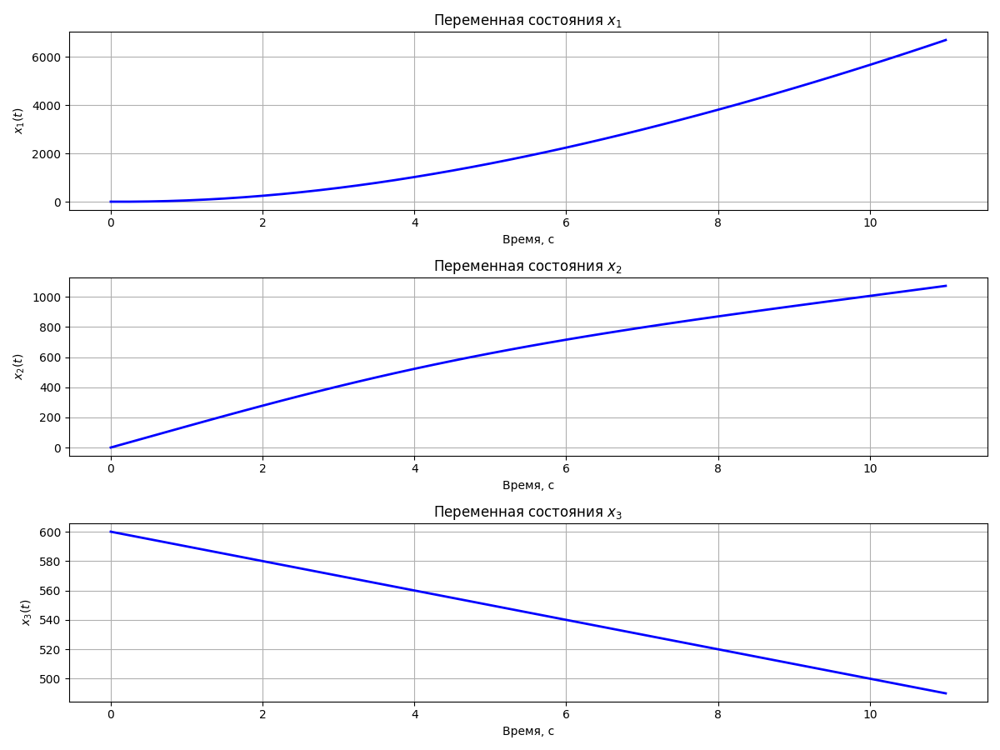 Переменная состояния x₁
x₁(t)
6000
4000
2000
0
0 2 4 6 8 10
Время, с
Переменная состояния x₂
x₂(t)
1000
800
600
400
200
0
0 2 4 6 8 10
Время, с
Переменная состояния x₃
x₃(t)
600
580
560
540
520
500
0 2 4 6 8 10
Время, с